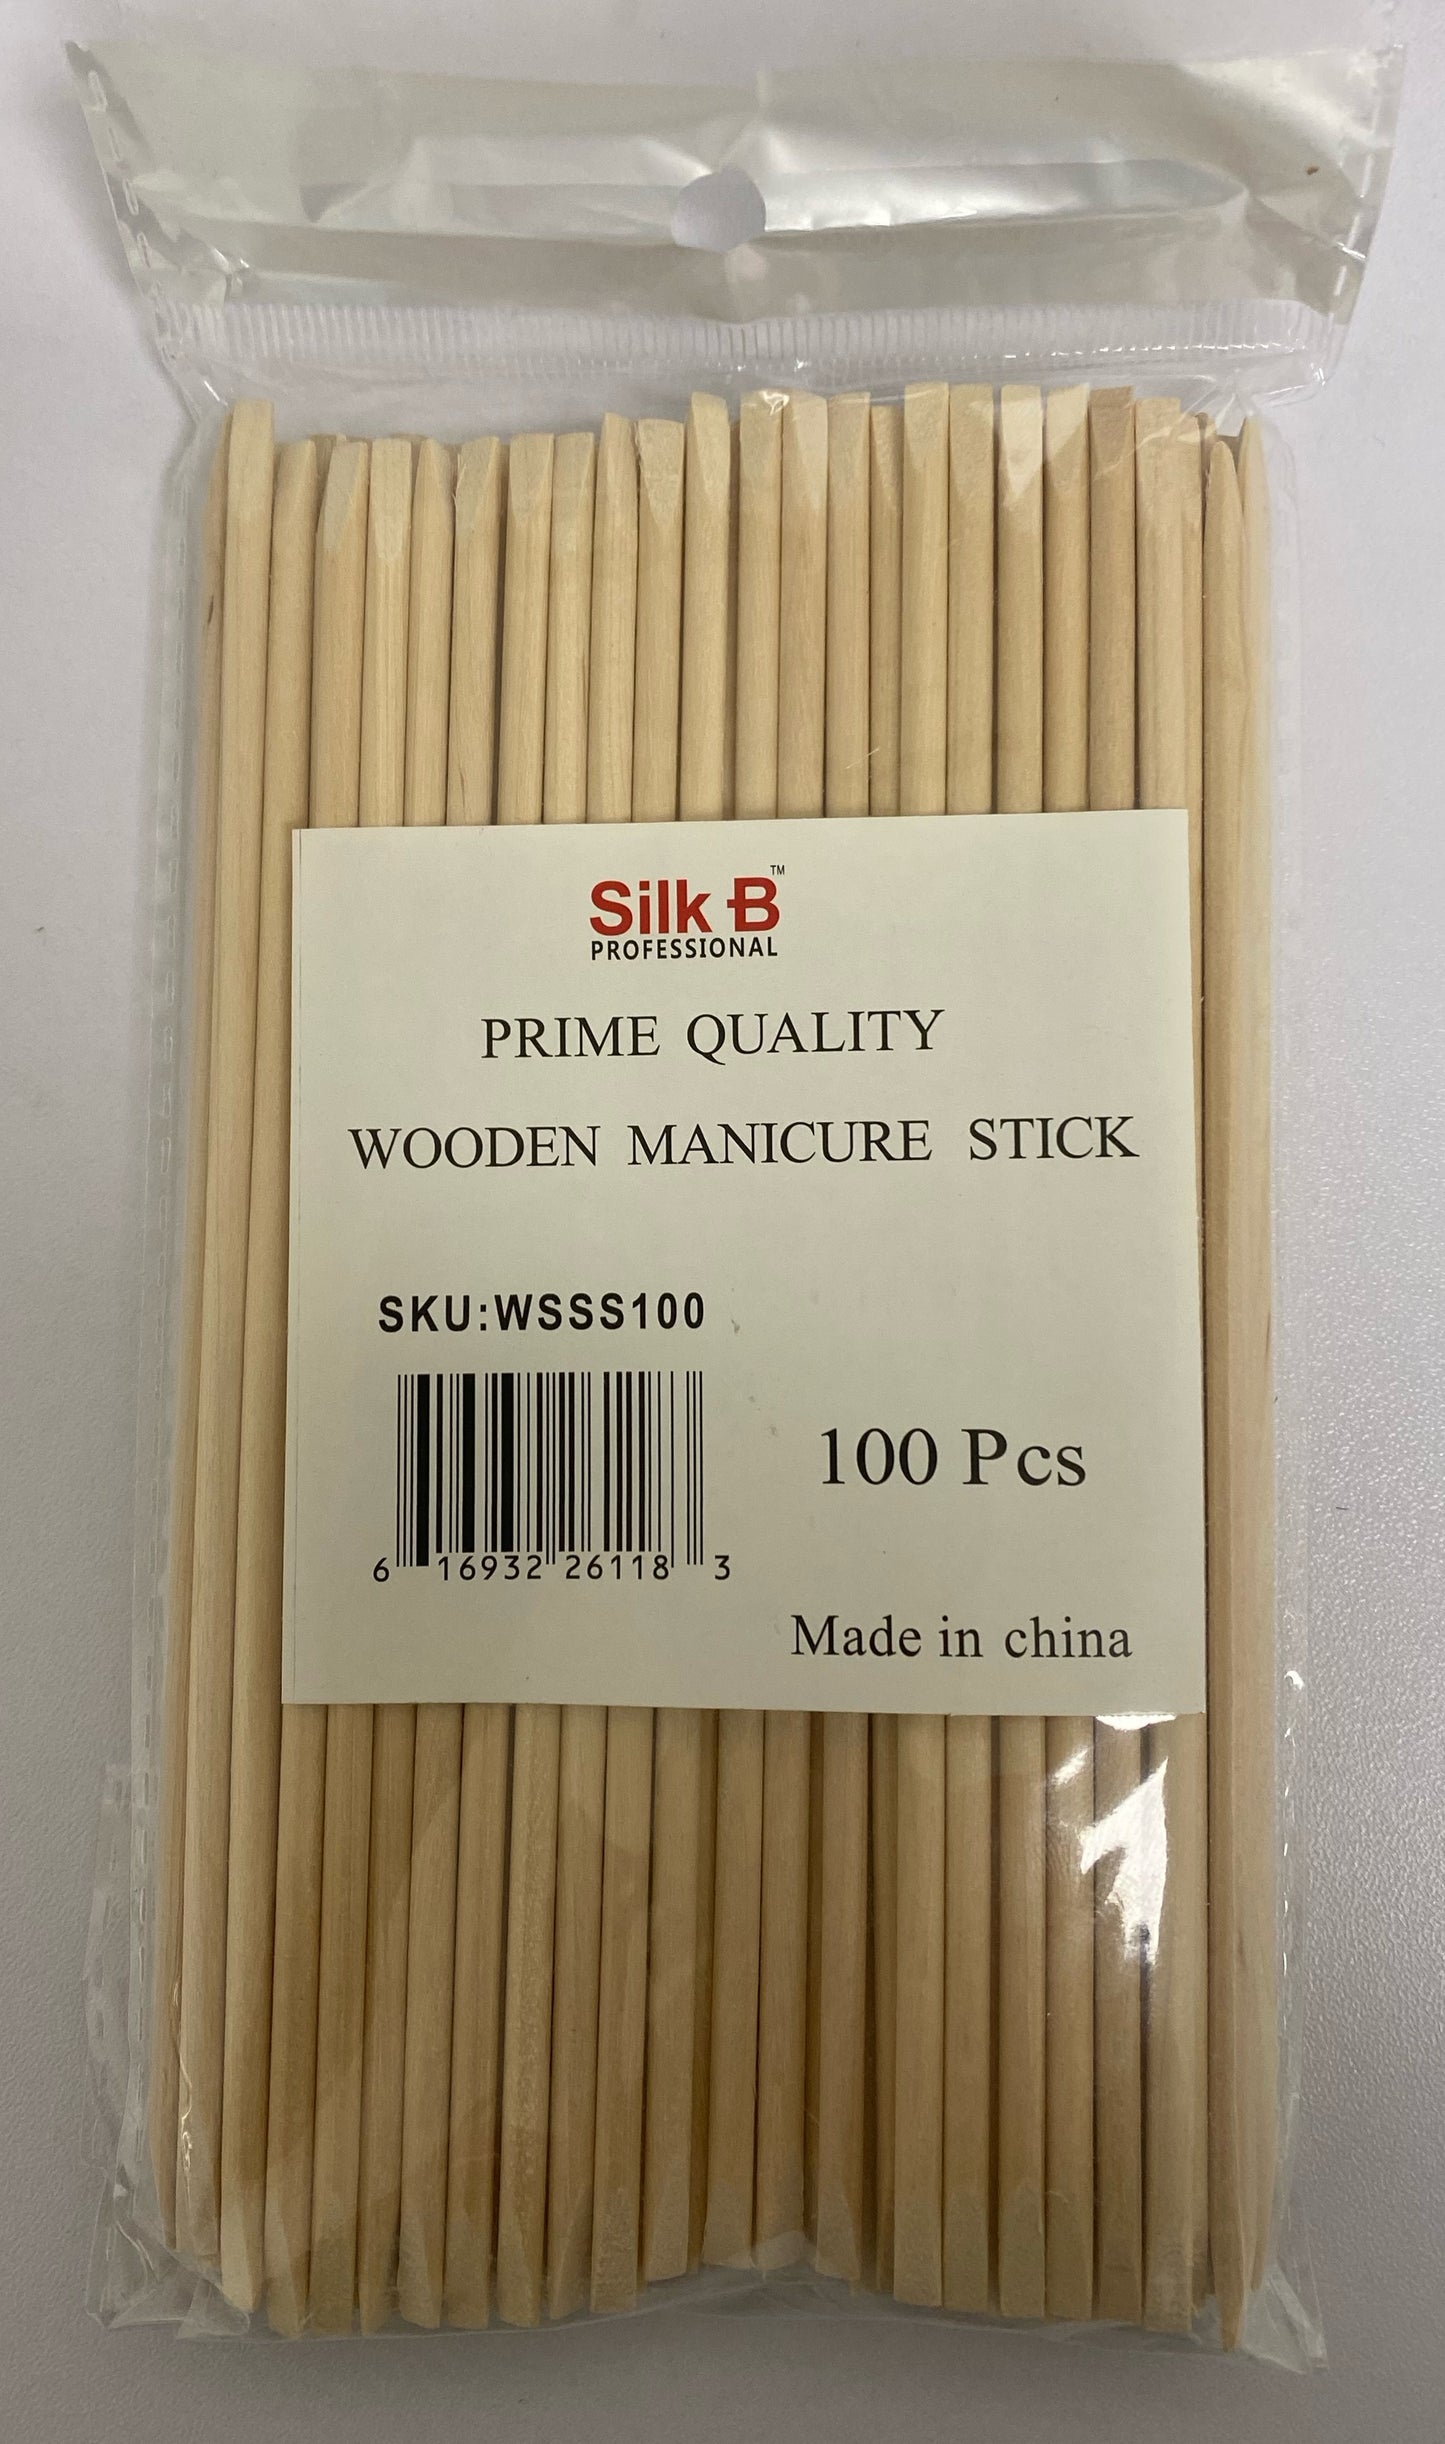 Silk B™
PROFESSIONAL
PRIME QUALITY
WOODEN MANICURE STICK
SKU:WSSS100
6 16932 26118 3
100 Pcs
Made in china